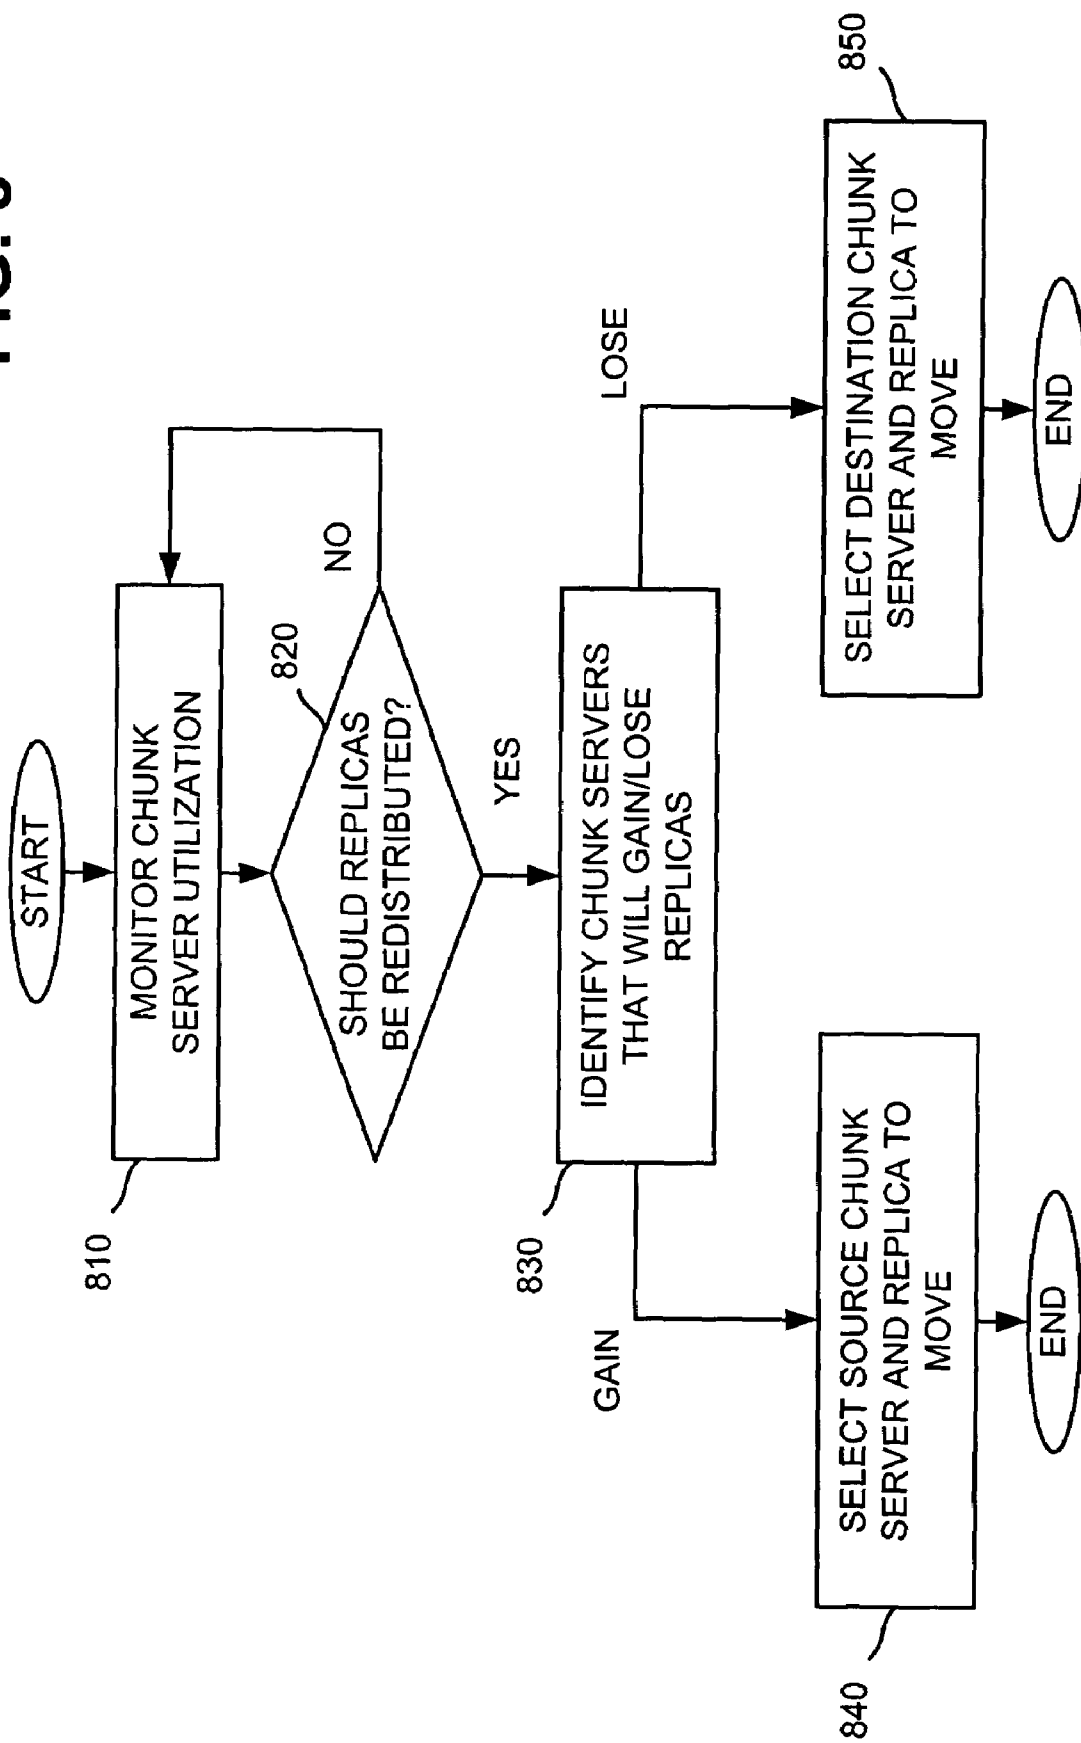 START
MONITOR CHUNK
SERVER UTILIZATION
810
SHOULD REPLICAS
BE REDISTRIBUTED?
820
NO
YES
IDENTIFY CHUNK SERVERS
THAT WILL GAIN/LOSE
REPLICAS
830
GAIN
LOSE
SELECT SOURCE CHUNK
SERVER AND REPLICA TO
MOVE
840
SELECT DESTINATION CHUNK
SERVER AND REPLICA TO
MOVE
850
END
END